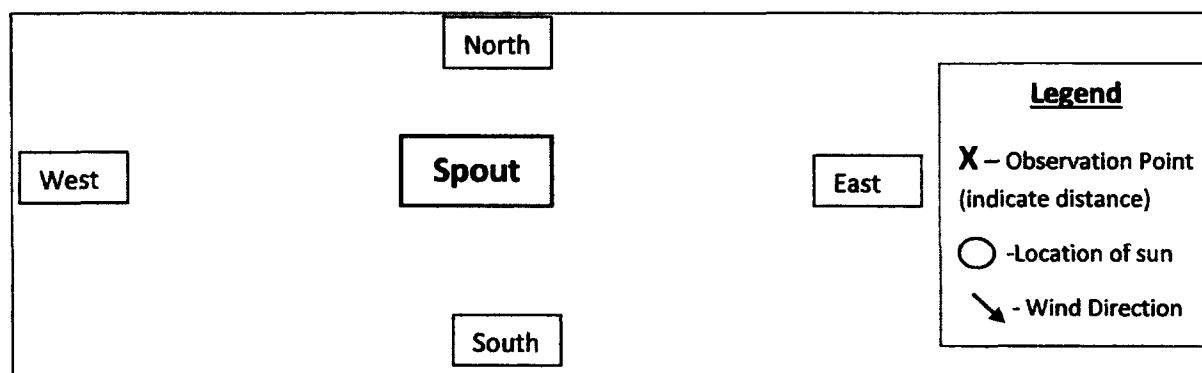 North
West
Spout
East
South
Legend
X – Observation Point
(indicate distance)
-Location of sun
- Wind Direction